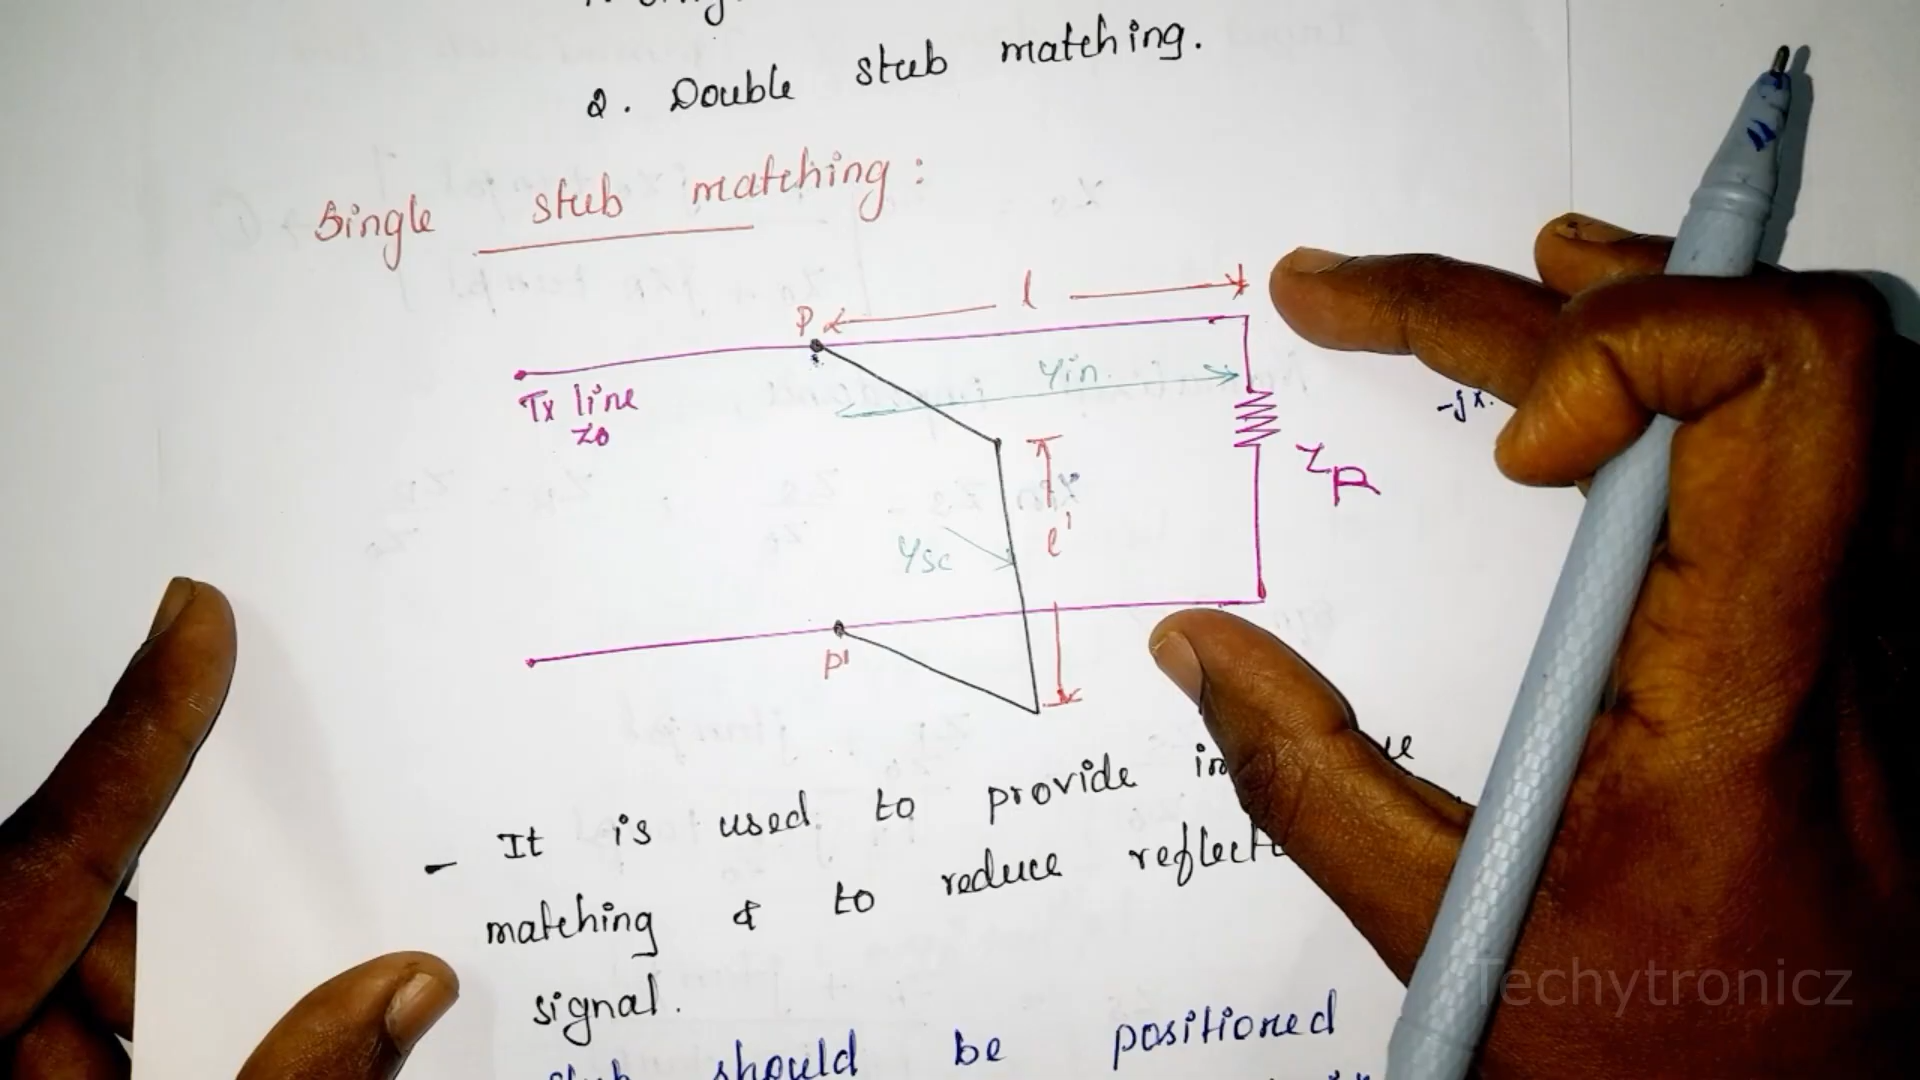 2. Double stub matching.
Single stub matching :
l
P
Yin
Tx line
Z0
-jx.
ZR
l'
Ysc
P'
- It is used to provide
matching & to reduce
signal.
should be positioned
Techytronicz